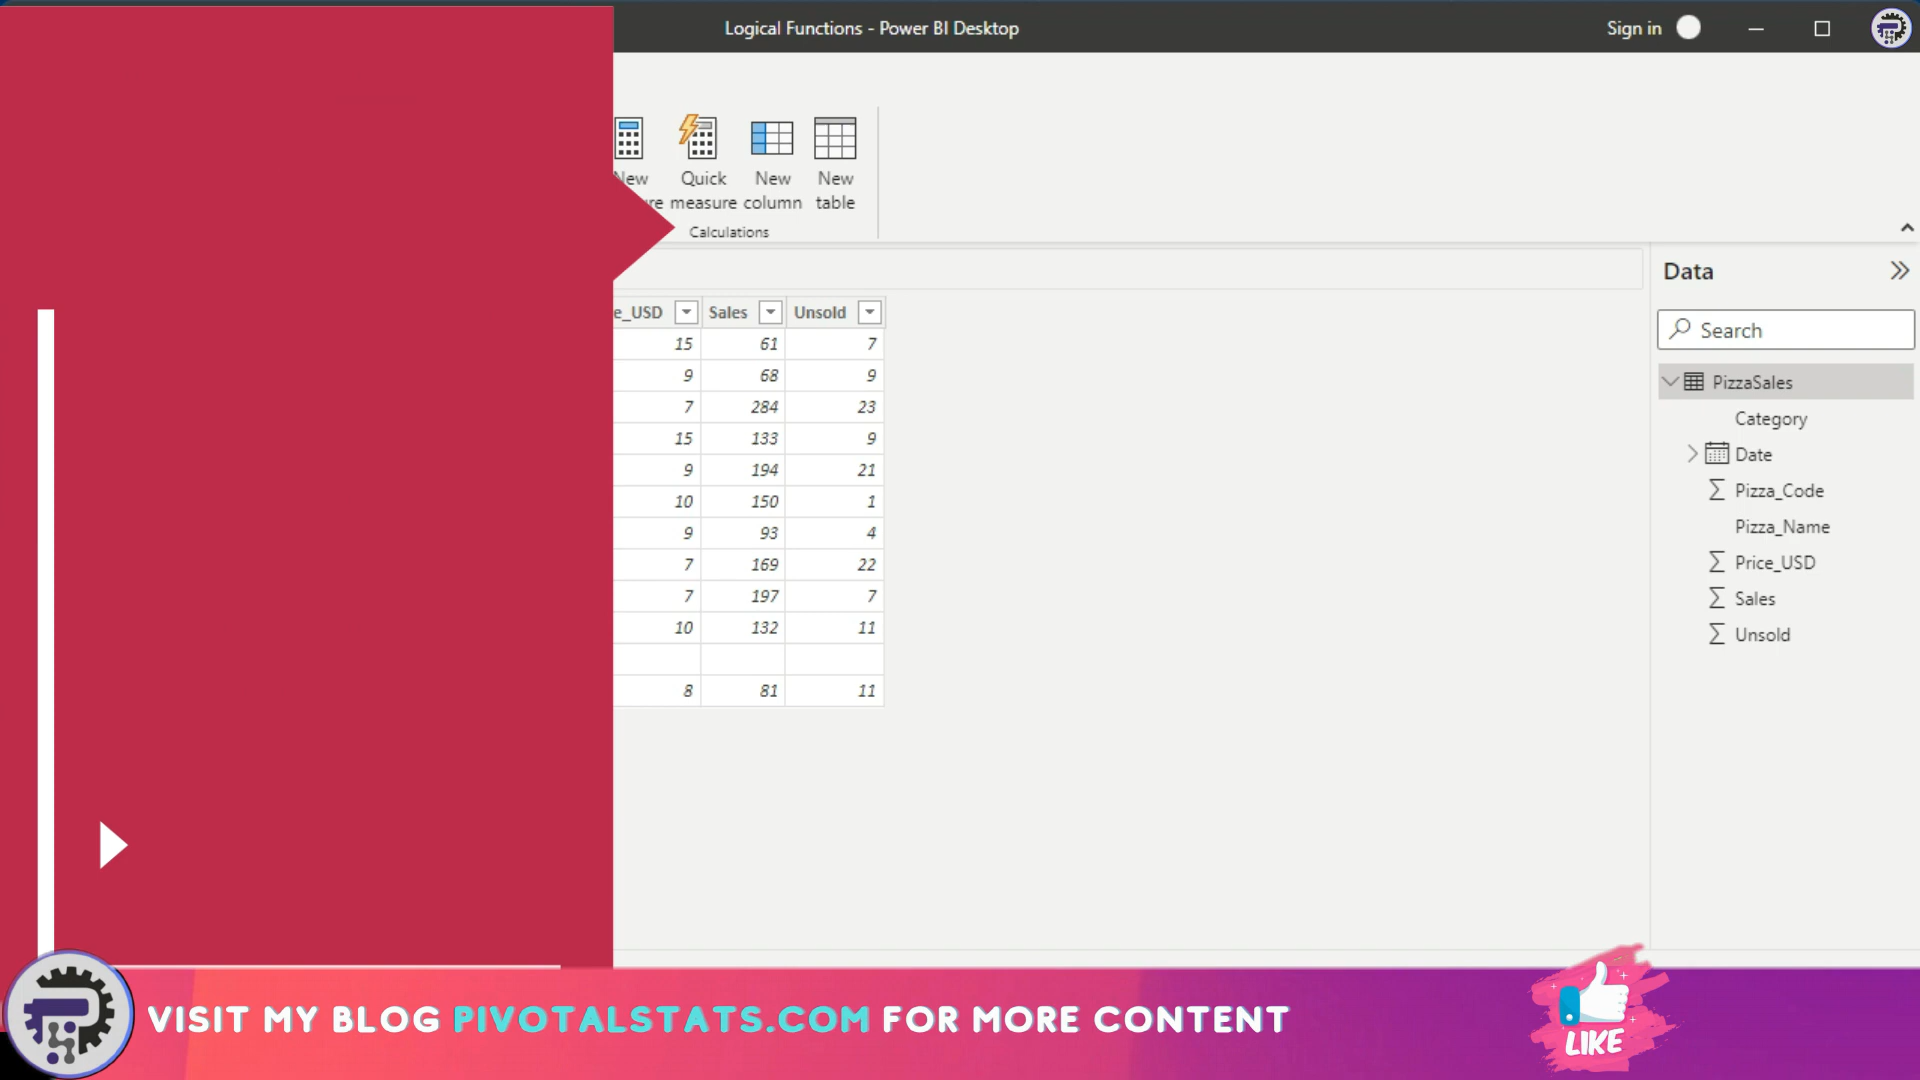 Logical Functions - Power BI Desktop
Sign in
New
Quick measure
New column
New table
Calculations
Data
Search
e_USD Sales Unsold
15 61 7
9 68 9
7 284 23
15 133 9
9 194 21
10 150 1
9 93 4
7 169 22
7 197 7
10 132 11
8 81 11
PizzaSales
Category
Date
Pizza_Code
Pizza_Name
Price_USD
Sales
Unsold
VISIT MY BLOG PIVOTALSTATS.COM FOR MORE CONTENT
LIKE